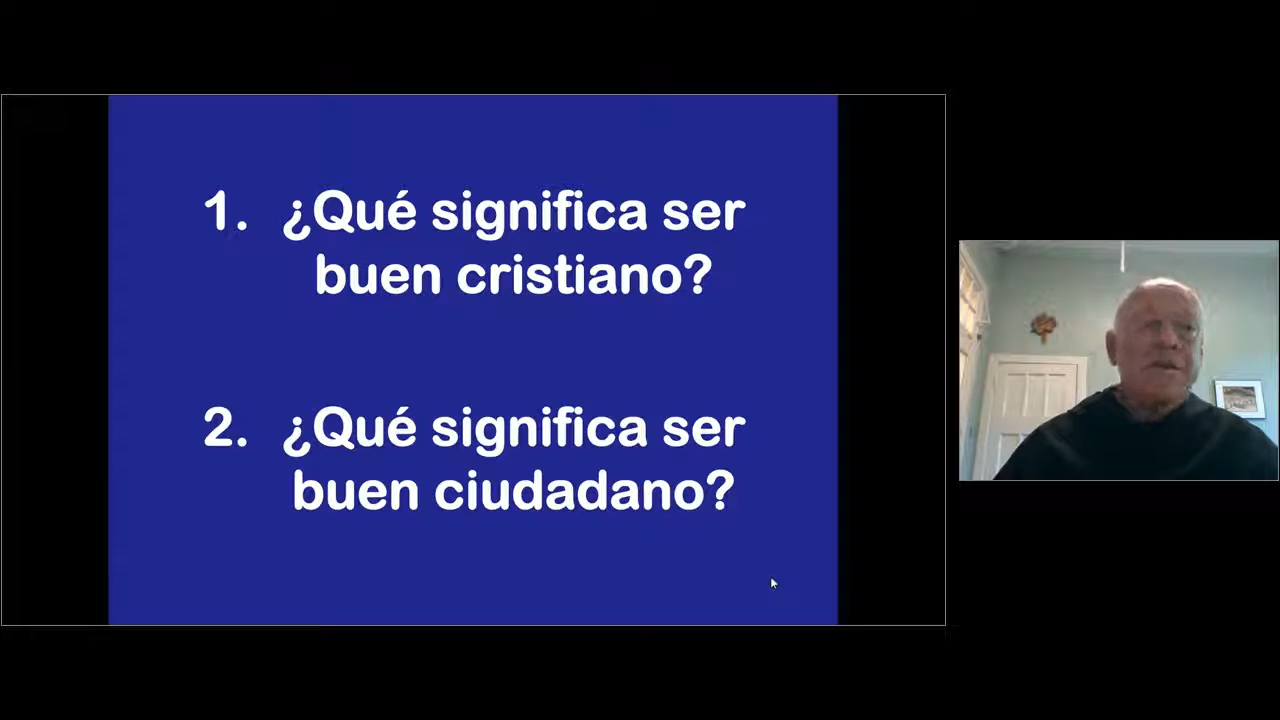 1. ¿Qué significa ser
buen cristiano?
2. ¿Qué significa ser
buen ciudadano?